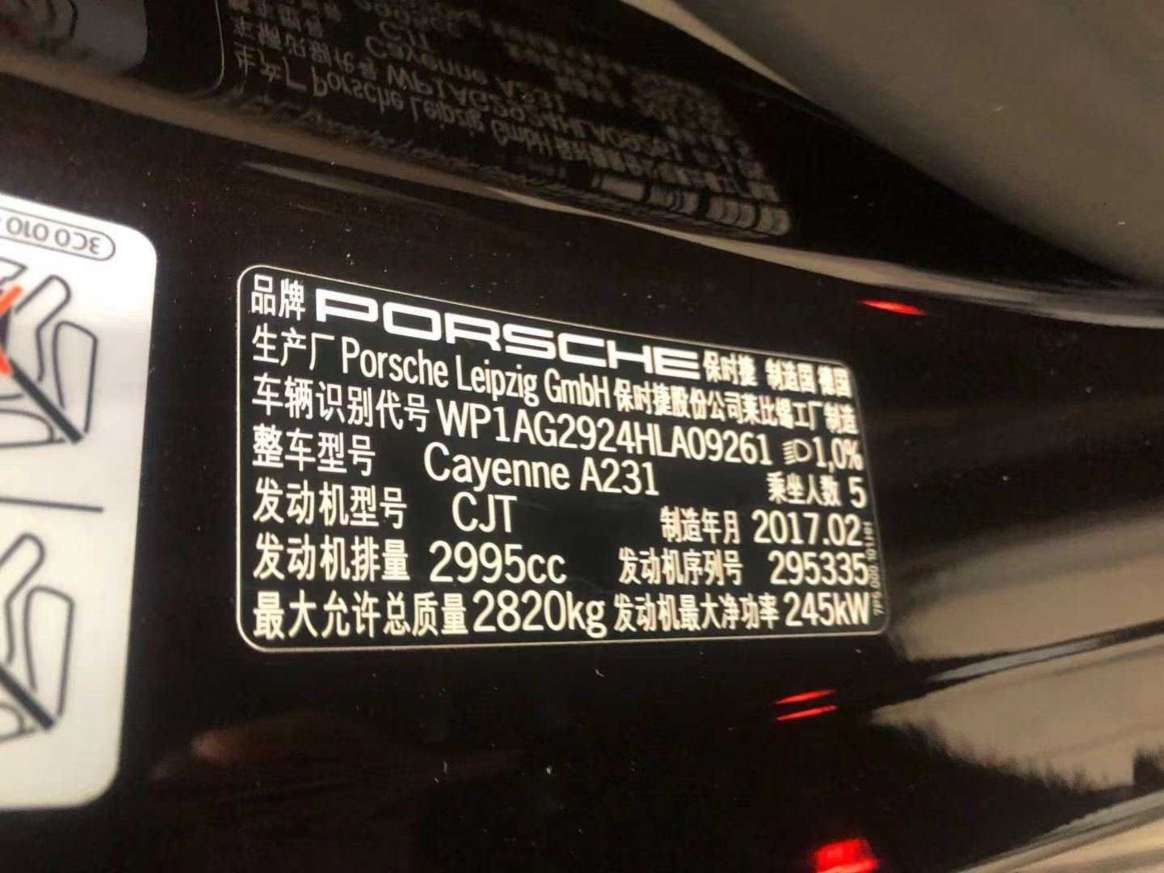 3C0 010
品牌 PORSCHE 保时捷 制造国 德国
生产厂 Porsche Leipzig GmbH 保时捷股份公司莱比锡工厂制造
车辆识别代号 WP1AG2924HLA09261 1,0%
整车型号 Cayenne A231 乘坐人数 5
发动机型号 CJT 制造年月 2017.02
发动机排量 2995cc 发动机序列号 295335
最大允许总质量 2820kg 发动机最大净功率 245kW